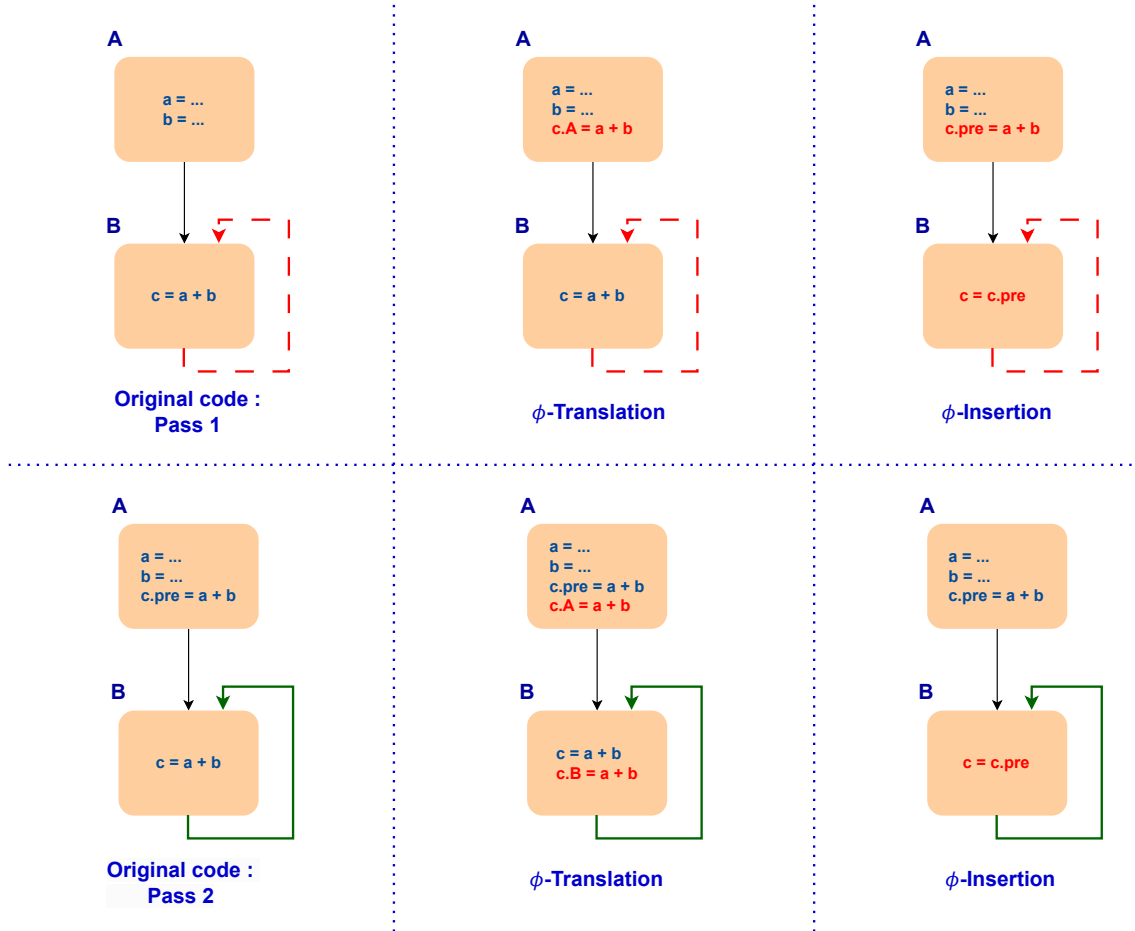 A
a = ...
b = ...
B
c = a + b
Original code :
Pass 1
A
a = ...
b = ...
c.A = a + b
B
c = a + b
ϕ-Translation
A
a = ...
b = ...
c.pre = a + b
B
c = c.pre
ϕ-Insertion
A
a = ...
b = ...
c.pre = a + b
B
c = a + b
Original code :
Pass 2
A
a = ...
b = ...
c.pre = a + b
c.A = a + b
B
c = a + b
c.B = a + b
ϕ-Translation
A
a = ...
b = ...
c.pre = a + b
B
c = c.pre
ϕ-Insertion